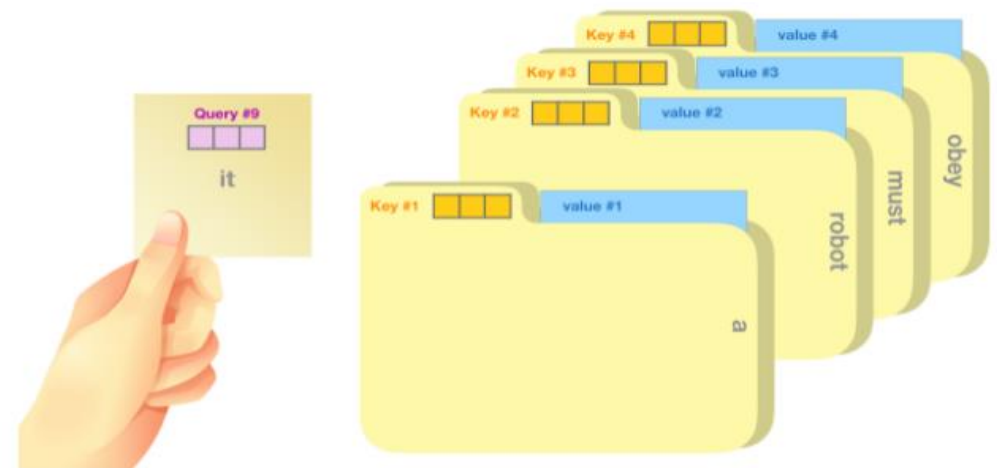 Query #9
it
Key #4
value #4
obey
Key #3
value #3
must
Key #2
value #2
robot
Key #1
value #1
a